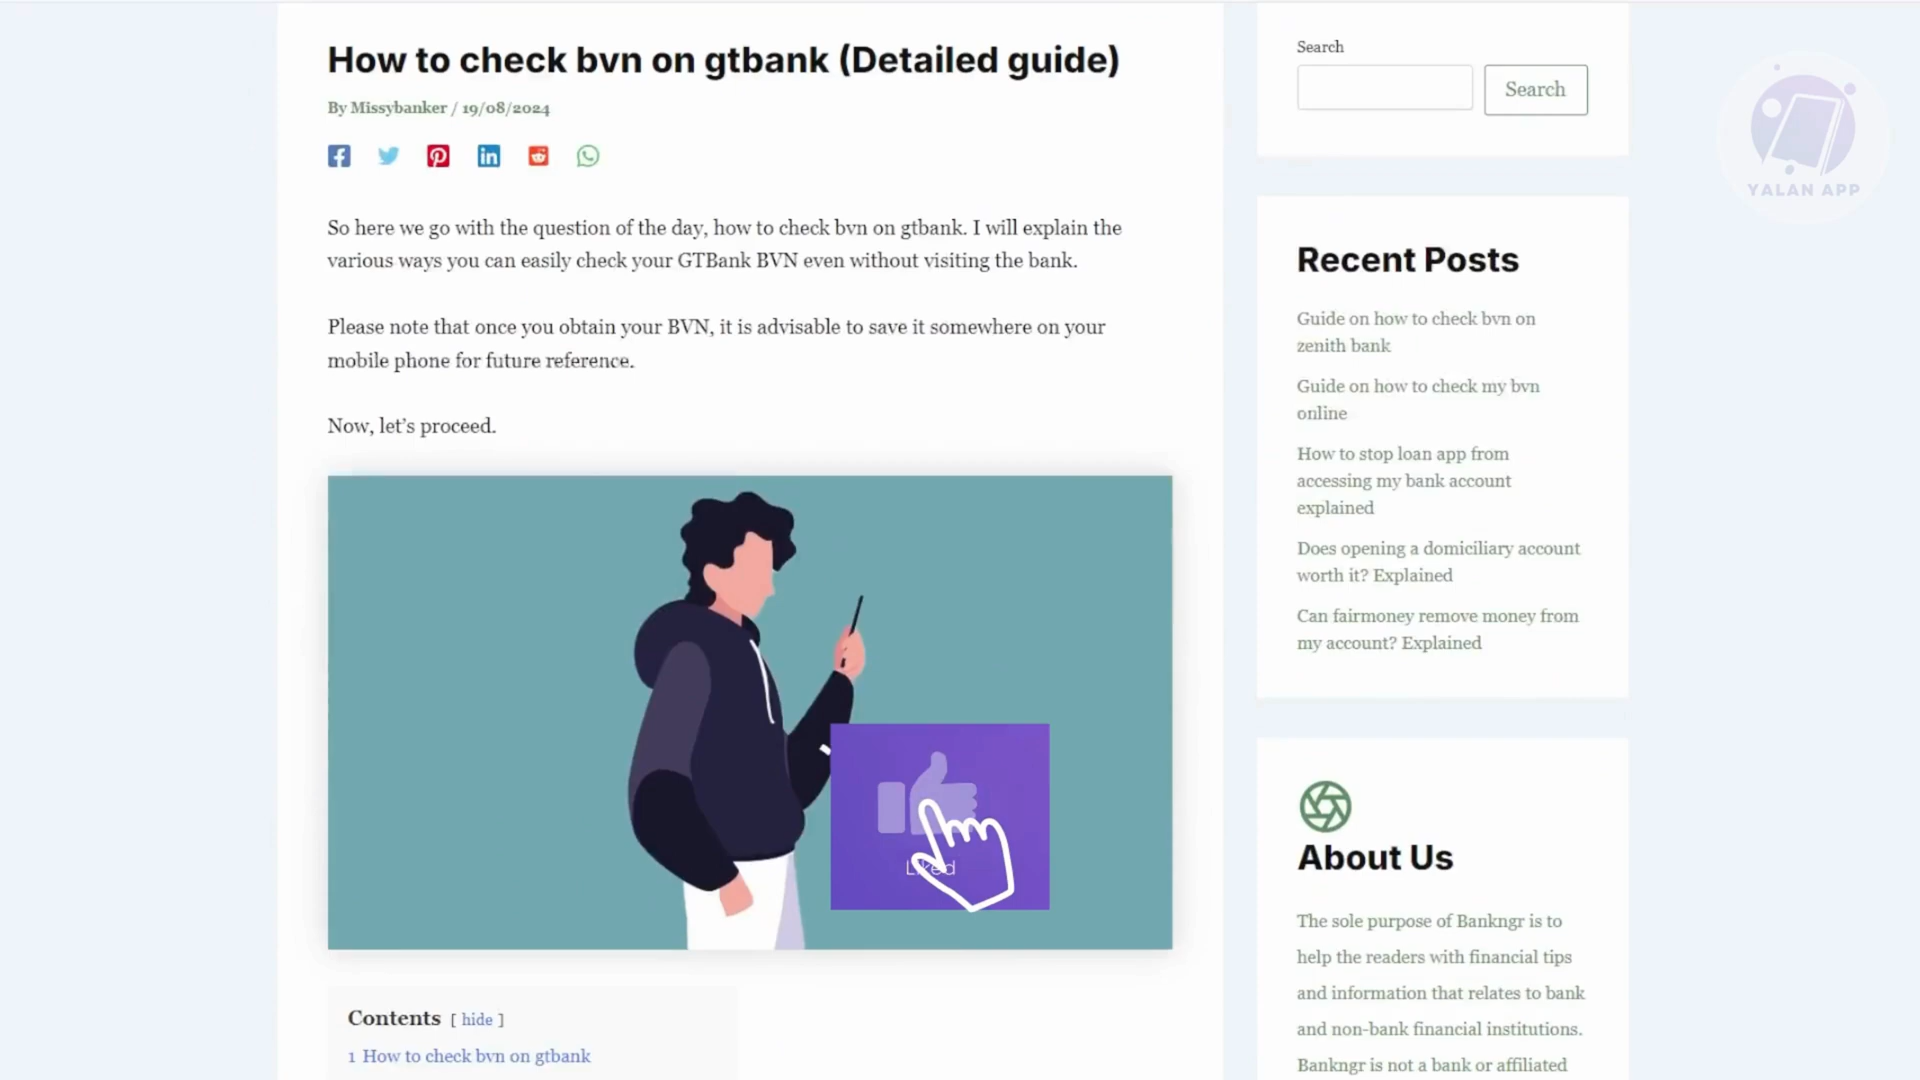 How to check bvn on gtbank (Detailed guide)
By Missybanker / 19/08/2024
So here we go with the question of the day, how to check bvn on gtbank. I will explain the
various ways you can easily check your GTBank BVN even without visiting the bank.
Please note that once you obtain your BVN, it is advisable to save it somewhere on your
mobile phone for future reference.
Now, let's proceed.
Liked
Contents [ hide ]
1 How to check bvn on gtbank
Search
Search
YALAN APP
Recent Posts
Guide on how to check bvn on
zenith bank
Guide on how to check my bvn
online
How to stop loan app from
accessing my bank account
explained
Does opening a domiciliary account
worth it? Explained
Can fairmoney remove money from
my account? Explained
About Us
The sole purpose of Bankngr is to
help the readers with financial tips
and information that relates to bank
and non-bank financial institutions.
Bankngr is not a bank or affiliated